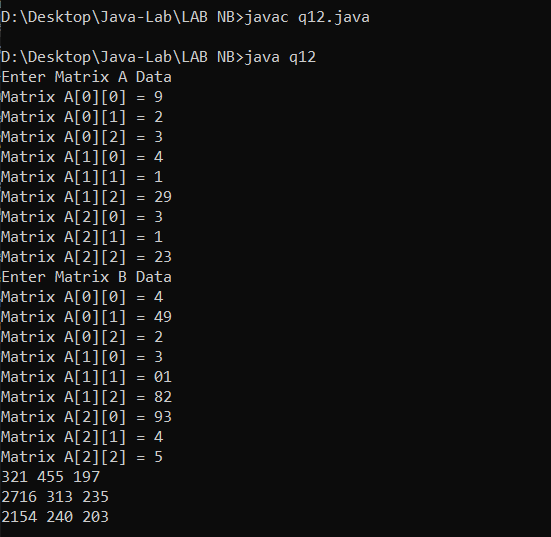 D:\Desktop\Java-Lab\LAB NB>javac q12.java
D:\Desktop\Java-Lab\LAB NB>java q12
Enter Matrix A Data
Matrix A[0][0] = 9
Matrix A[0][1] = 2
Matrix A[0][2] = 3
Matrix A[1][0] = 4
Matrix A[1][1] = 1
Matrix A[1][2] = 29
Matrix A[2][0] = 3
Matrix A[2][1] = 1
Matrix A[2][2] = 23
Enter Matrix B Data
Matrix A[0][0] = 4
Matrix A[0][1] = 49
Matrix A[0][2] = 2
Matrix A[1][0] = 3
Matrix A[1][1] = 01
Matrix A[1][2] = 82
Matrix A[2][0] = 93
Matrix A[2][1] = 4
Matrix A[2][2] = 5
321 455 197
2716 313 235
2154 240 203